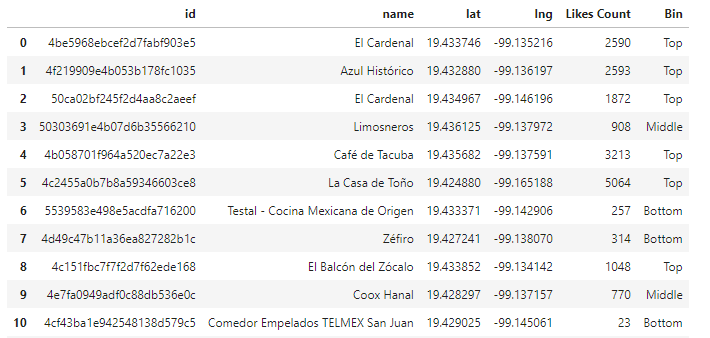 id name lat lng Likes Count Bin
0 4be5968ebcef2d7fabf903e5 El Cardenal 19.433746 -99.135216 2590 Top
1 4f219909e4b053b178fc1035 Azul Histórico 19.432880 -99.136197 2593 Top
2 50ca02bf245f2d4aa8c2aeef El Cardenal 19.434967 -99.146196 1872 Top
3 50303691e4b07d6b35566210 Limosneros 19.436125 -99.137972 908 Middle
4 4b058701f964a520ec7a22e3 Café de Tacuba 19.435682 -99.137591 3213 Top
5 4c2455a0b7b8a59346603ce8 La Casa de Toño 19.424880 -99.165188 5064 Top
6 5539583e498e5acdfa716200 Testal - Cocina Mexicana de Origen 19.433371 -99.142906 257 Bottom
7 4d49c47b11a36ea827282b1c Zéfiro 19.427241 -99.138070 314 Bottom
8 4c151fbc7f7f2d7f62ede168 El Balcón del Zócalo 19.433852 -99.134142 1048 Top
9 4e7fa0949adf0c88db536e0c Coox Hanal 19.428297 -99.137157 770 Middle
10 4cf43ba1e942548138d579c5 Comedor Empelados TELMEX San Juan 19.429025 -99.145061 23 Bottom